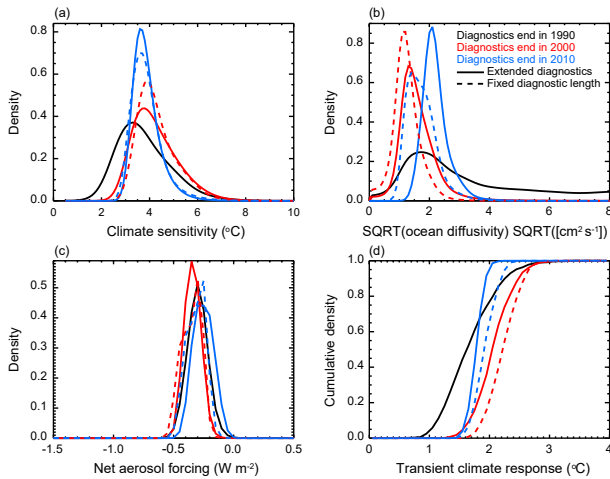 (a)
(b)
Density
0.8
0.6
0.4
0.2
0.0
0 2 4 6 8 10
Climate sensitivity (°C)
Density
0.8
0.6
0.4
0.2
0.0
0 2 4 6 8
SQRT(ocean diffusivity) SQRT([cm² s⁻¹])
Diagnostics end in 1990
Diagnostics end in 2000
Diagnostics end in 2010
Extended diagnostics
Fixed diagnostic length
(c)
(d)
Density
0.5
0.4
0.3
0.2
0.1
0.0
-1.5 -1.0 -0.5 0.0 0.5
Net aerosol forcing (W m⁻²)
Cumulative density
1.0
0.8
0.6
0.4
0.2
0.0
0 1 2 3 4
Transient climate response (°C)